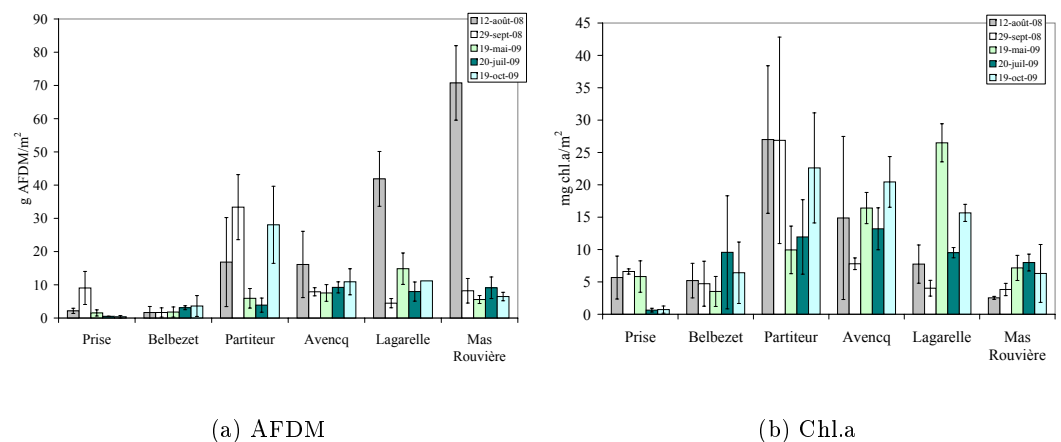 90
80
70
60
50
40
30
20
10
0
g AFDM/m²
12-août-08
29-sept-08
19-mai-09
20-juil-09
19-oct-09
Prise Belbezet Partiteur Avencq Lagarelle Mas Rouvière
(a) AFDM
45
40
35
30
25
20
15
10
5
0
mg chl.a/m²
12-août-08
29-sept-08
19-mai-09
20-juil-09
19-oct-09
Prise Belbezet Partiteur Avencq Lagarelle Mas Rouvière
(b) Chl.a